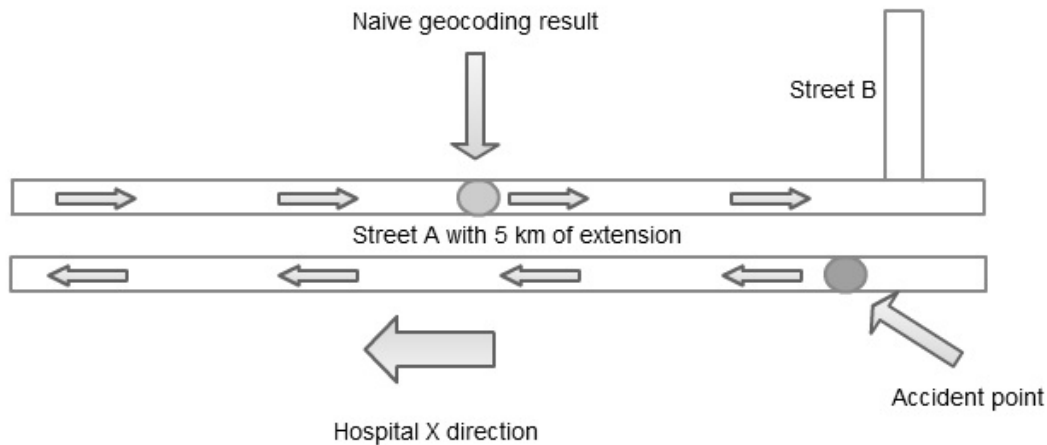 Naive geocoding result
Street B
Street A with 5 km of extension
Accident point
Hospital X direction